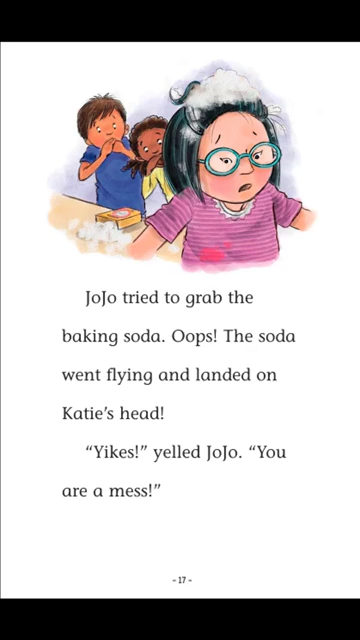 JoJo tried to grab the
baking soda. Oops! The soda
went flying and landed on
Katie’s head!
“Yikes!” yelled JoJo. “You
are a mess!”
- 17 -